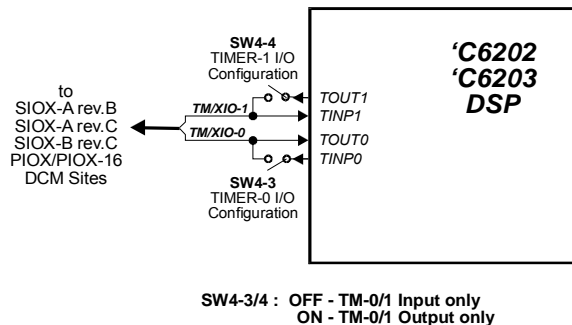 SW4-4
TIMER-1 I/O
Configuration
‘C6202
‘C6203
DSP
to
SIOX-A rev.B
SIOX-A rev.C
SIOX-B rev.C
PIOX/PIOX-16
DCM Sites
TM/XIO-1
TM/XIO-0
TOUT1
TINP1
TOUT0
TINP0
SW4-3
TIMER-0 I/O
Configuration
SW4-3/4 : OFF - TM-0/1 Input only
ON - TM-0/1 Output only